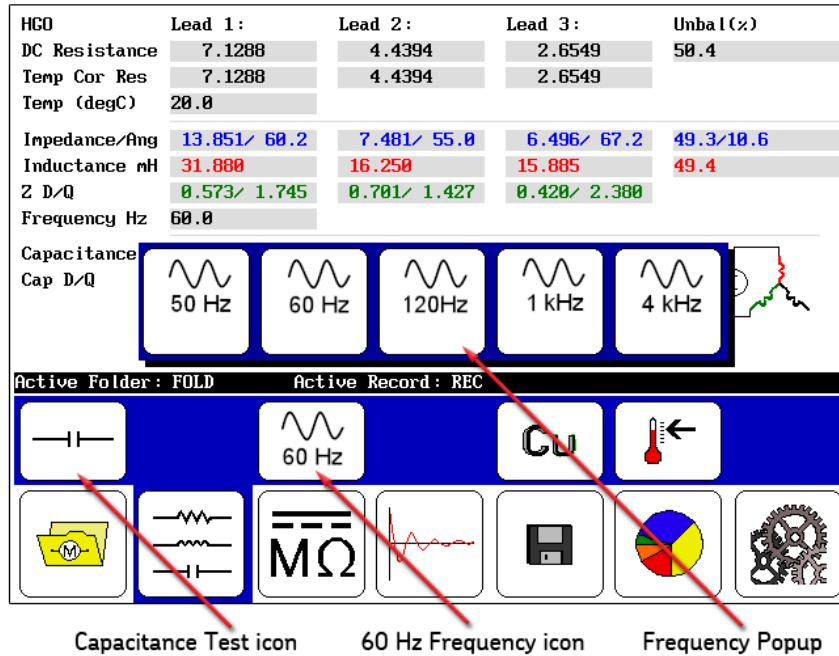 HGO Lead 1: Lead 2: Lead 3: Unbal(%)
DC Resistance 7.1288 4.4394 2.6549 50.4
Temp Cor Res 7.1288 4.4394 2.6549
Temp (degC) 20.0
Impedance/Ang 13.851/ 60.2 7.481/ 55.0 6.496/ 67.2 49.3/10.6
Inductance mH 31.880 16.250 15.885 49.4
Z D/Q 0.573/ 1.745 0.701/ 1.427 0.420/ 2.380
Frequency Hz 60.0
Capacitance
Cap D/Q
50 Hz 60 Hz 120Hz 1 kHz 4 kHz
Active Folder: FOLD Active Record: REC
60 Hz Cu
M MΩ
Capacitance Test icon 60 Hz Frequency icon Frequency Popup